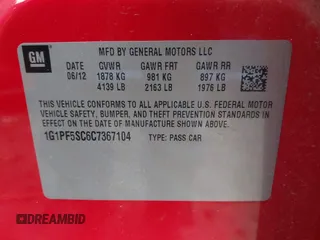 GM
MFD BY GENERAL MOTORS LLC
DATE GVWR GAWR FRT GAWR RR
06/12 1878 KG 981 KG 897 KG
4139 LB 2163 LB 1976 LB
THIS VEHICLE CONFORMS TO ALL APPLICABLE U.S. FEDERAL MOTOR
VEHICLE SAFETY, BUMPER, AND THEFT PREVENTION STANDARDS IN
EFFECT ON THE DATE OF MANUFACTURE SHOWN ABOVE.
1G1PF5SC6C7367104 TYPE: PASS CAR
DREAMBID